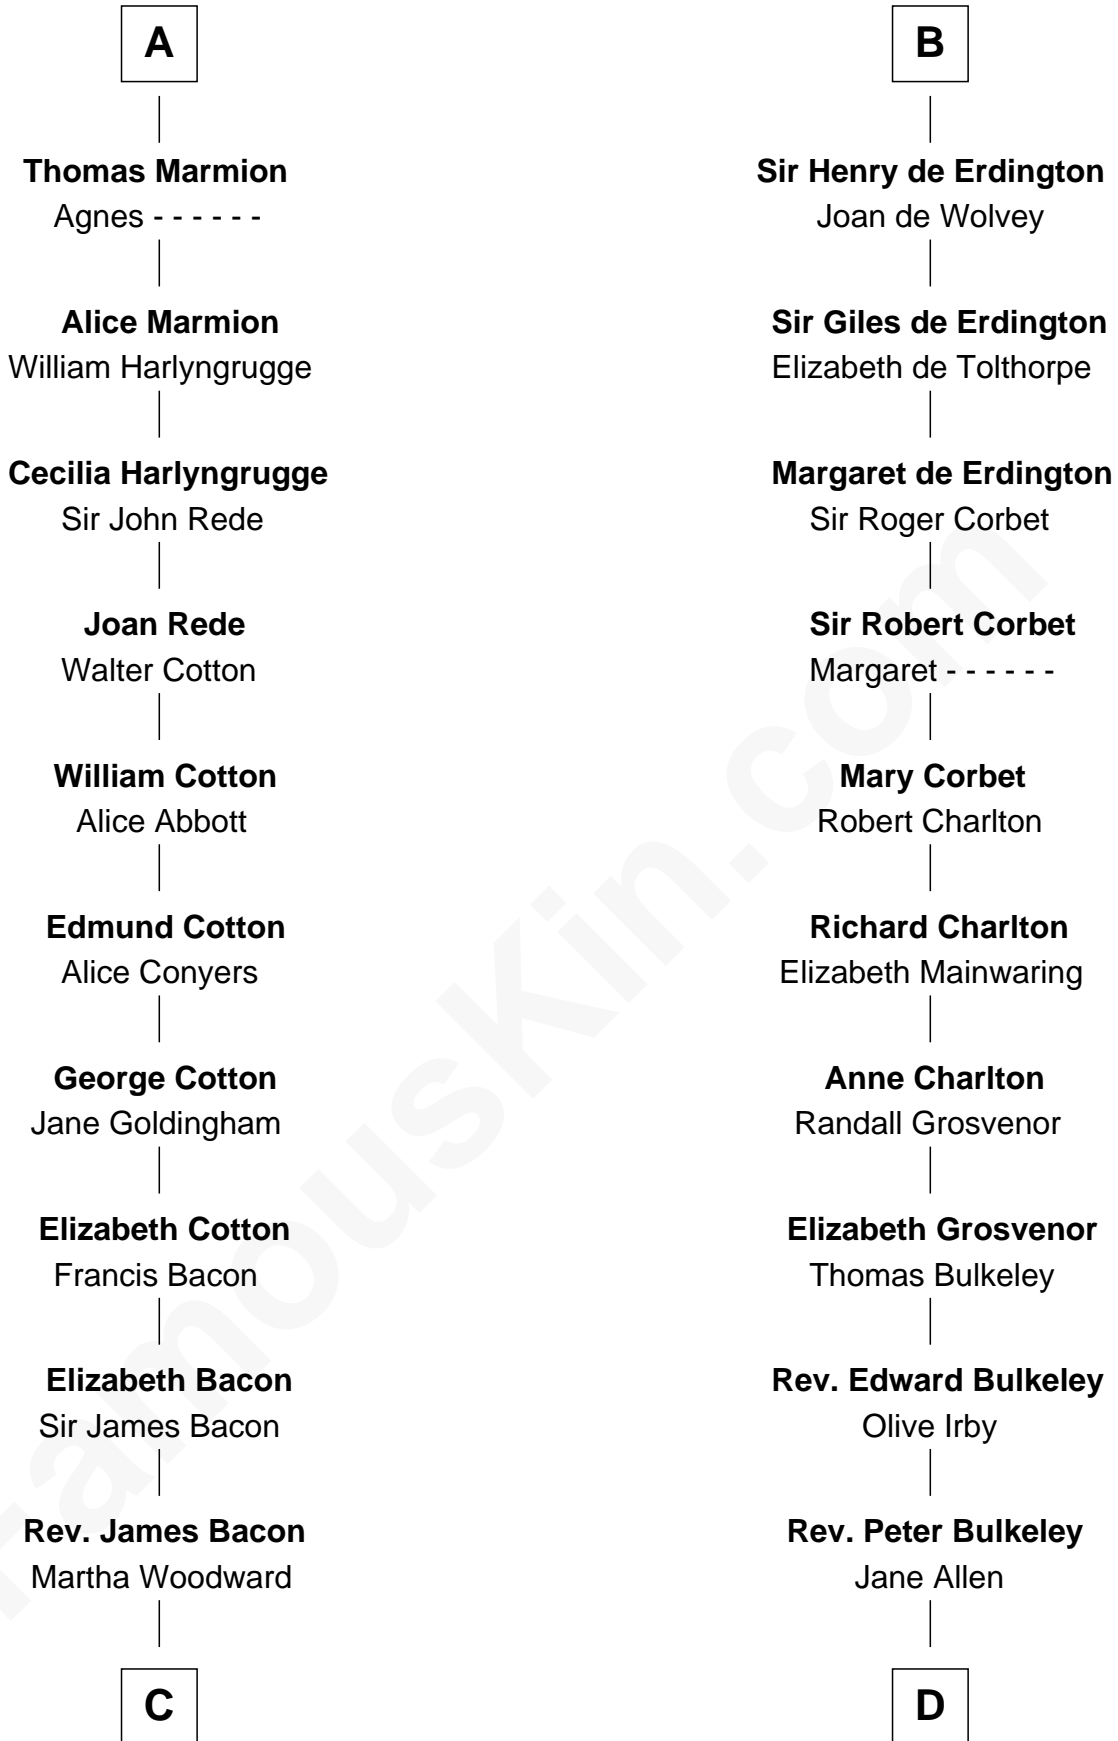 A
Thomas Marmion
Agnes - - - - - -
Alice Marmion
William Harlyngrugge
Cecilia Harlyngrugge
Sir John Rede
Joan Rede
Walter Cotton
William Cotton
Alice Abbott
Edmund Cotton
Alice Conyers
George Cotton
Jane Goldingham
Elizabeth Cotton
Francis Bacon
Elizabeth Bacon
Sir James Bacon
Rev. James Bacon
Martha Woodward
C
B
Sir Henry de Erdington
Joan de Wolvey
Sir Giles de Erdington
Elizabeth de Tolthorpe
Margaret de Erdington
Sir Roger Corbet
Sir Robert Corbet
Margaret - - - - - -
Mary Corbet
Robert Charlton
Richard Charlton
Elizabeth Mainwaring
Anne Charlton
Randall Grosvenor
Elizabeth Grosvenor
Thomas Bulkeley
Rev. Edward Bulkeley
Olive Irby
Rev. Peter Bulkeley
Jane Allen
D
FamousKin.com